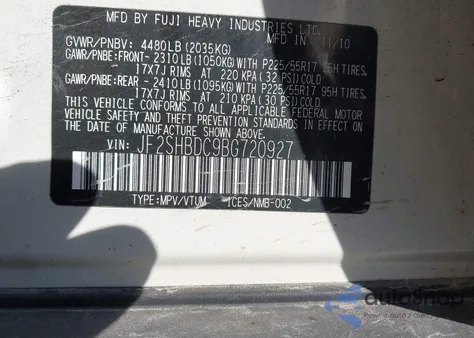 MFD BY FUJI HEAVY INDUSTRIES LTD.
GVWR/PNBV: 4480LB (2035KG) IN 11/10
GAWR/PNBE: FRONT- 2310LB (1050KG) WITH P225/55R17 95H TIRES,
17X7J RIMS AT 220 KPA (32 PSI) COLD
GAWR/PNBE: REAR - 2410LB (1095KG) WITH P225/55R17 95H TIRES,
17X7J RIMS AT 210 KPA (30 PSI) COLD
THIS VEHICLE CONFORMS TO ALL APPLICABLE FEDERAL MOTOR
VEHICLE SAFETY AND THEFT PREVENTION STANDARDS IN
EFFECT ON THE DATE OF MANUFACTURE SHOWN ABOVE.
VIN: JF2SHBDC9BG720927
TYPE:MPV/VTUM ICES/NMB-002
autoShop